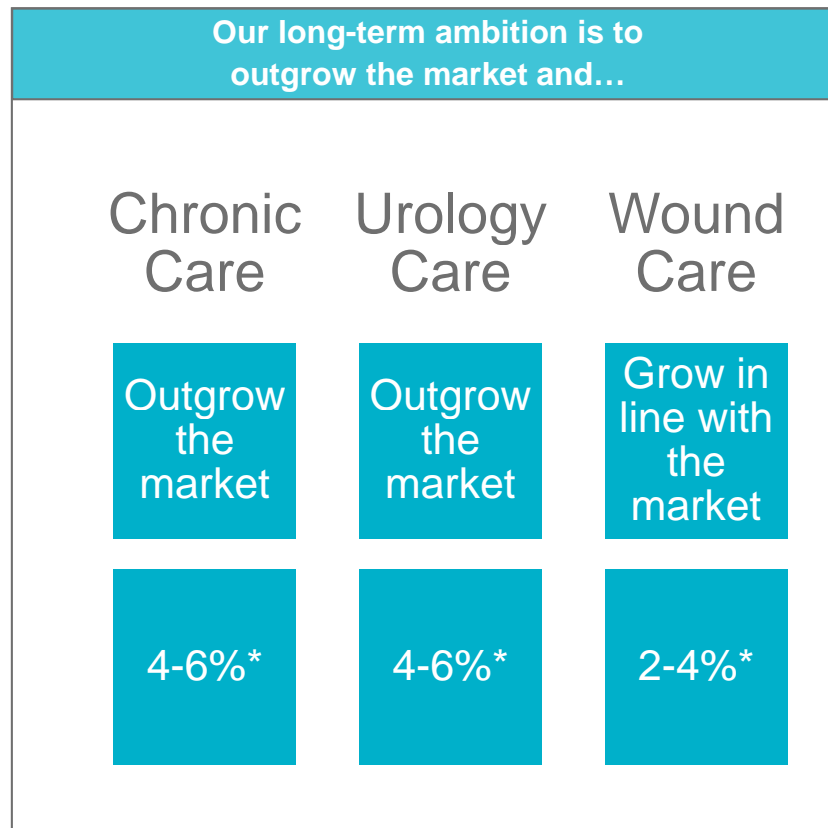 Our long-term ambition is to
outgrow the market and…
Chronic
Care
Urology
Care
Wound
Care
Outgrow
the
market
Outgrow
the
market
Grow in
line with
the
market
4-6%*
4-6%*
2-4%*